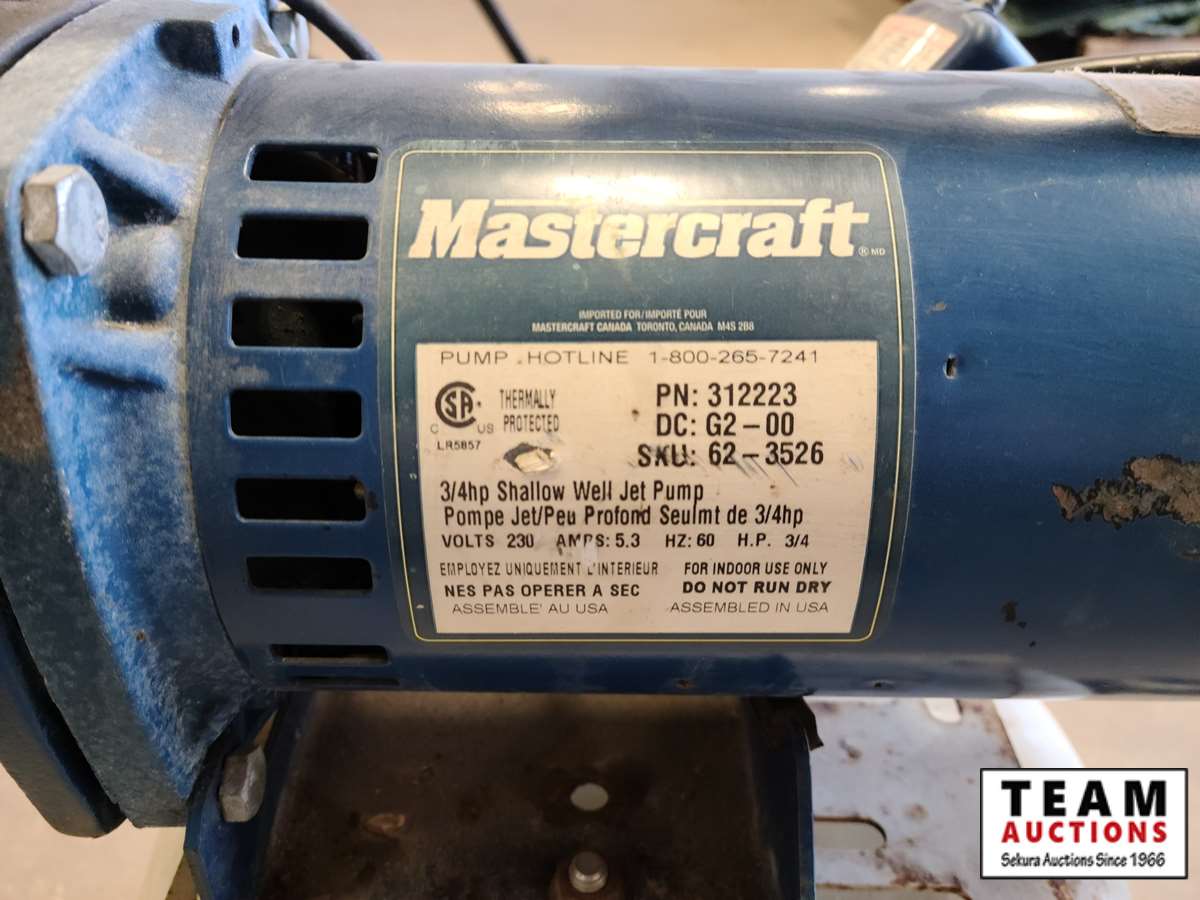 Mastercraft ® MD
IMPORTED FOR/IMPORTÉ POUR
MASTERCRAFT CANADA TORONTO, CANADA M4S 2B8
PUMP HOTLINE 1-800-265-7241
CSA C US
LR5857
THERMALLY
PROTECTED
PN: 312223
DC: G2-00
SKU: 62-3526
3/4hp Shallow Well Jet Pump
Pompe Jet/Peu Profond Seulmt de 3/4hp
VOLTS 230 AMPS: 5.3 HZ: 60 H.P. 3/4
EMPLOYEZ UNIQUEMENT L'INTERIEUR FOR INDOOR USE ONLY
NES PAS OPERER A SEC DO NOT RUN DRY
ASSEMBLE' AU USA ASSEMBLED IN USA
TEAM
AUCTIONS
Sekura Auctions Since 1966